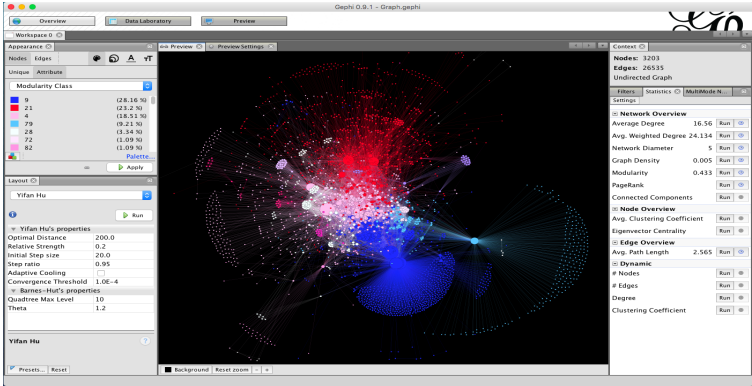 Gephi 0.9.1 - Graph.gephi
Overview
Data Laboratory
Preview
Workspace 0
Appearance
Nodes Edges
Unique Attribute
Modularity Class
9 (28.16 %)
21 (23.2 %)
4 (18.51 %)
79 (9.21 %)
28 (3.34 %)
72 (1.09 %)
82 (1.09 %)
Palette...
Apply
Layout
Yifan Hu
Run
Yifan Hu's properties
Optimal Distance 200.0
Relative Strength 0.2
Initial Step size 20.0
Step ratio 0.95
Adaptive Cooling
Convergence Threshold 1.0E-4
Barnes-Hut's properties
Quadtree Max Level 10
Theta 1.2
Yifan Hu
Presets... Reset
Preview Preview Settings
Background Reset zoom - +
Context
Nodes: 3203
Edges: 26535
Undirected Graph
Filters Statistics MultiMode N...
Settings
Network Overview
Average Degree 16.56 Run
Avg. Weighted Degree 24.134 Run
Network Diameter 5 Run
Graph Density 0.005 Run
Modularity 0.433 Run
PageRank Run
Connected Components Run
Node Overview
Avg. Clustering Coefficient Run
Eigenvector Centrality Run
Edge Overview
Avg. Path Length 2.565 Run
Dynamic
# Nodes Run
# Edges Run
Degree Run
Clustering Coefficient Run